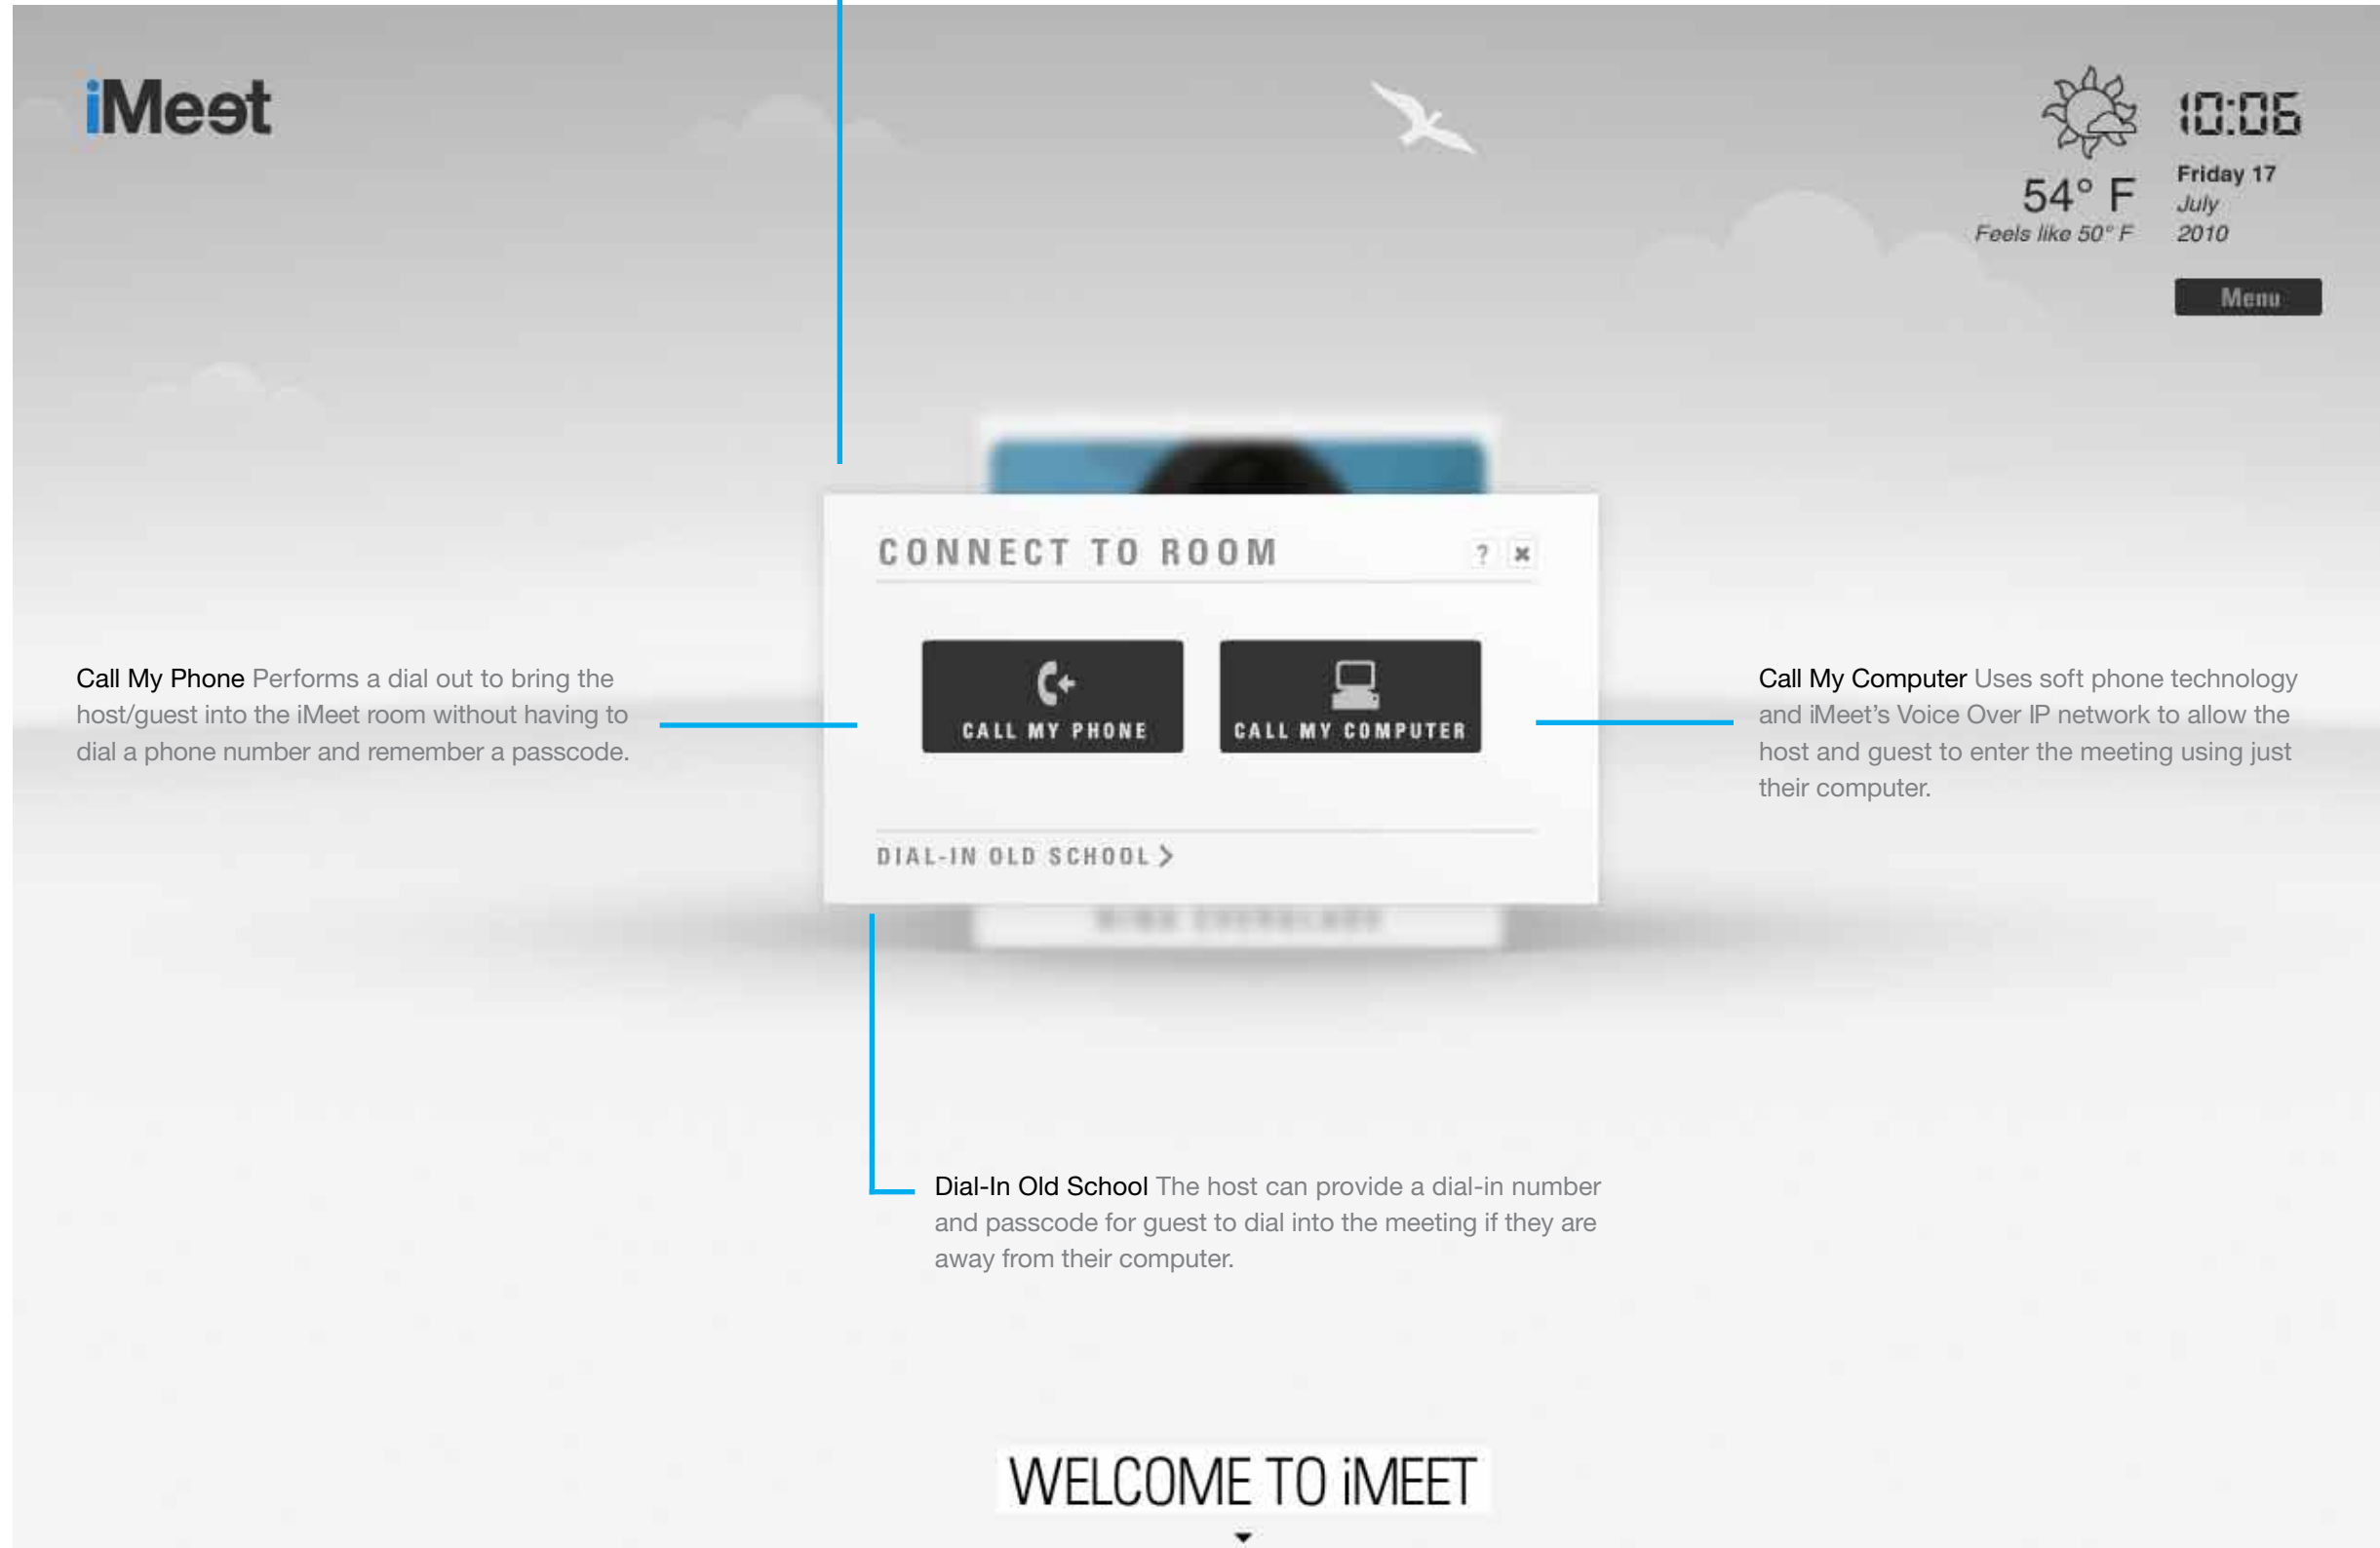 iMeet
10:06
Friday 17
54° F
July
Feels like 50° F
2010
Menu
CONNECT TO ROOM
?
CALL MY PHONE
CALL MY COMPUTER
DIAL-IN OLD SCHOOL
Call My Phone Performs a dial out to bring the
host/guest into the iMeet room without having to
dial a phone number and remember a passcode.
Call My Computer Uses soft phone technology
and iMeet’s Voice Over IP network to allow the
host and guest to enter the meeting using just
their computer.
Dial-In Old School The host can provide a dial-in number
and passcode for guest to dial into the meeting if they are
away from their computer.
WELCOME TO iMEET